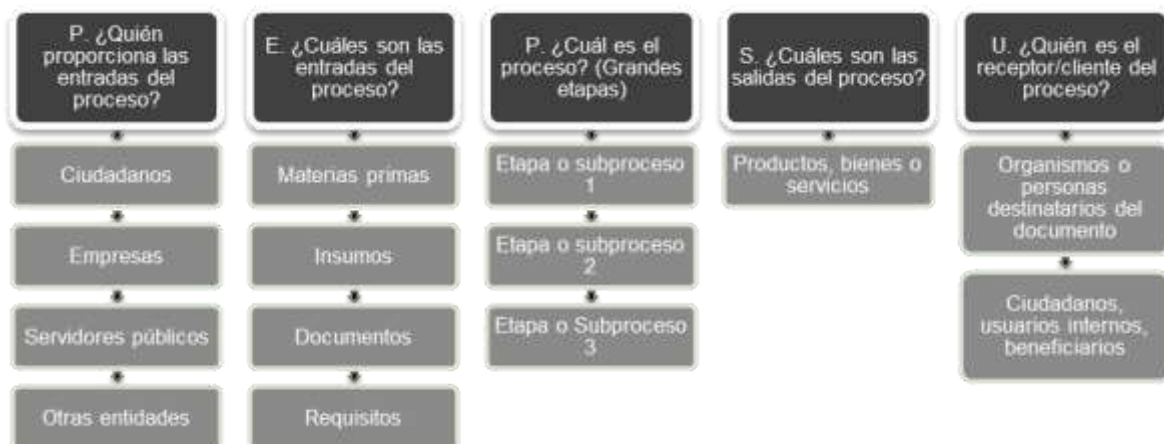 P. ¿Quién
proporciona las
entradas del
proceso?
Ciudadanos
Empresas
Servidores públicos
Otras entidades
E. ¿Cuáles son las
entradas del
proceso?
Materias primas
Insumos
Documentos
Requisitos
P. ¿Cuál es el
proceso? (Grandes
etapas)
Etapa o subproceso
1
Etapa o subproceso
2
Etapa o Subproceso
3
S. ¿Cuáles son las
salidas del proceso?
Productos, bienes o
servicios
U. ¿Quién es el
receptor/cliente del
proceso?
Organismos o
personas
destinatarios del
documento
Ciudadanos,
usuarios internos,
beneficiarios